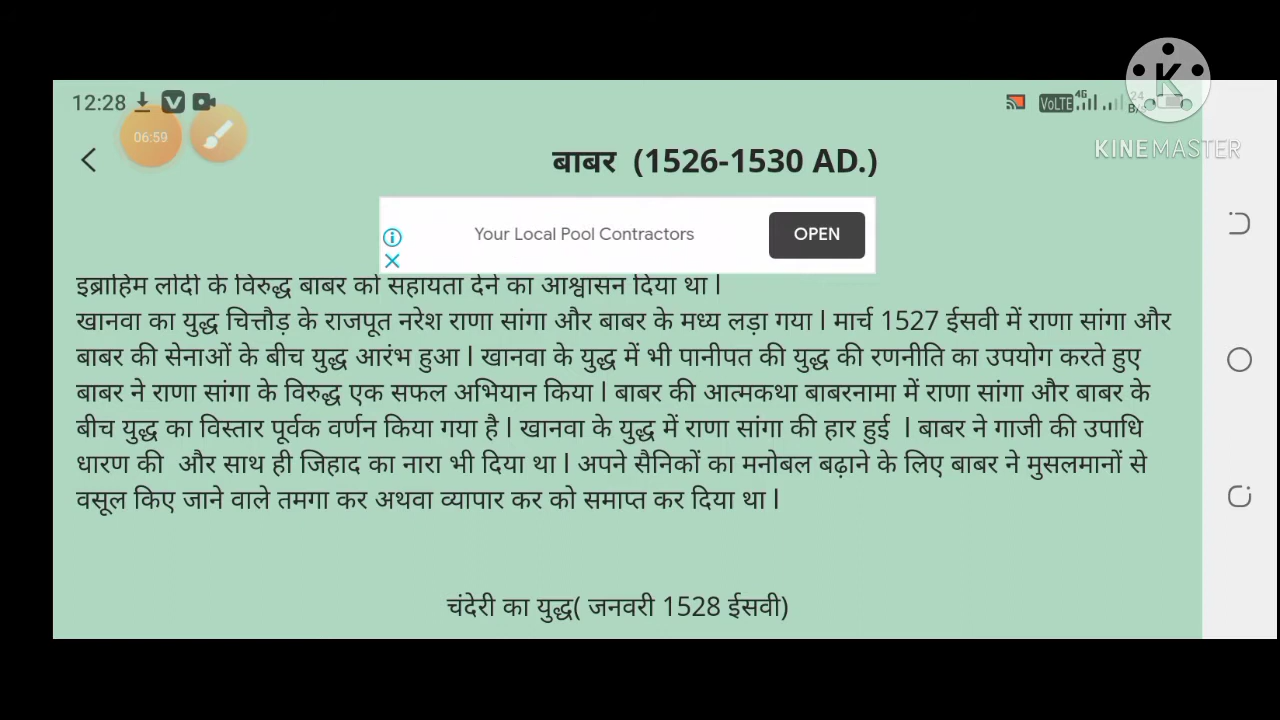 12:28
VoLTE 4G 24
06:59
KINEMASTER
बाबर (1526-1530 AD.)
Your Local Pool Contractors
OPEN
इब्राहिम लोदी के विरुद्ध बाबर को सहायता देने का आश्वासन दिया था।
खानवा का युद्ध चित्तौड़ के राजपूत नरेश राणा सांगा और बाबर के मध्य लड़ा गया। मार्च 1527 ईसवी में राणा सांगा और
बाबर की सेनाओं के बीच युद्ध आरंभ हुआ। खानवा के युद्ध में भी पानीपत की युद्ध की रणनीति का उपयोग करते हुए
बाबर ने राणा सांगा के विरुद्ध एक सफल अभियान किया। बाबर की आत्मकथा बाबरनामा में राणा सांगा और बाबर के
बीच युद्ध का विस्तार पूर्वक वर्णन किया गया है। खानवा के युद्ध में राणा सांगा की हार हुई । बाबर ने गाजी की उपाधि
धारण की और साथ ही जिहाद का नारा भी दिया था। अपने सैनिकों का मनोबल बढ़ाने के लिए बाबर ने मुसलमानों से
वसूल किए जाने वाले तमगा कर अथवा व्यापार कर को समाप्त कर दिया था।
चंदेरी का युद्ध( जनवरी 1528 ईसवी)